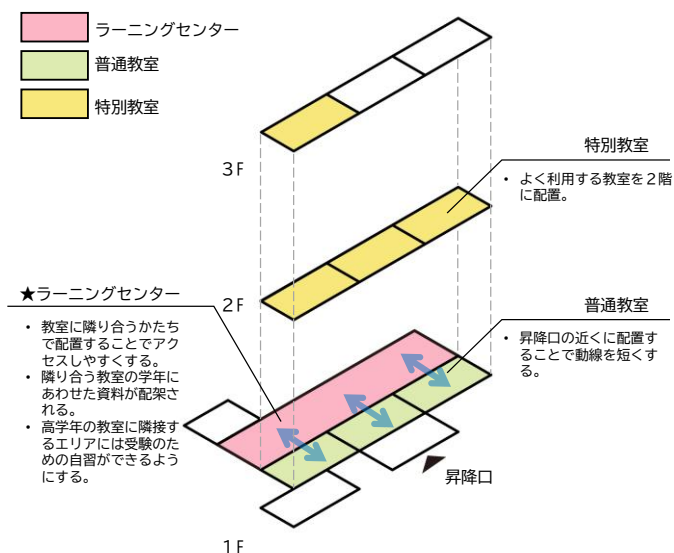 ラーニングセンター
普通教室
特別教室
3F
特別教室
・ よく利用する教室を2階
に配置。
★ラーニングセンター
・ 教室に隣り合うかたち
で配置することでアク
セスしやすくする。
・ 隣り合う教室の学年に
あわせた資料が配架さ
れる。
・ 高学年の教室に隣接す
るエリアには受験のた
めの自習ができるよう
にする。
2F
普通教室
・ 昇降口の近くに配置す
ることで動線を短くす
る。
昇降口
1F